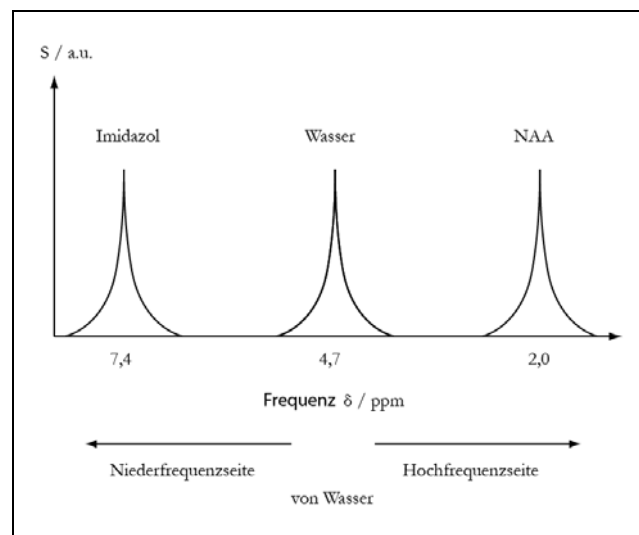 S / a.u.
Imidazol Wasser NAA
7,4 4,7 2,0
Frequenz δ / ppm
Niederfrequenzseite Hochfrequenzseite
von Wasser